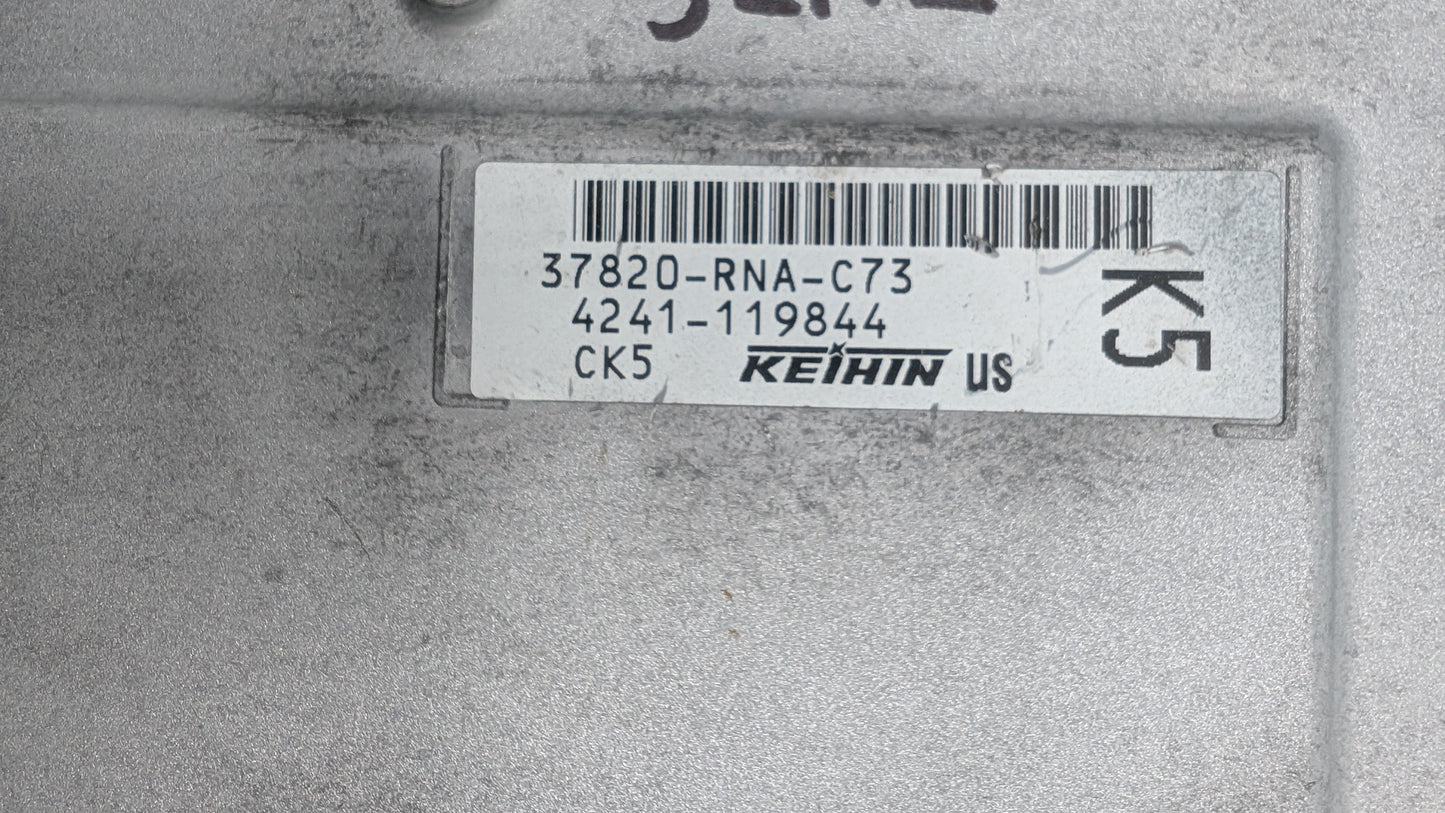 37820-RNA-C73
4241-119844
CK5 KEIHIN US
K5